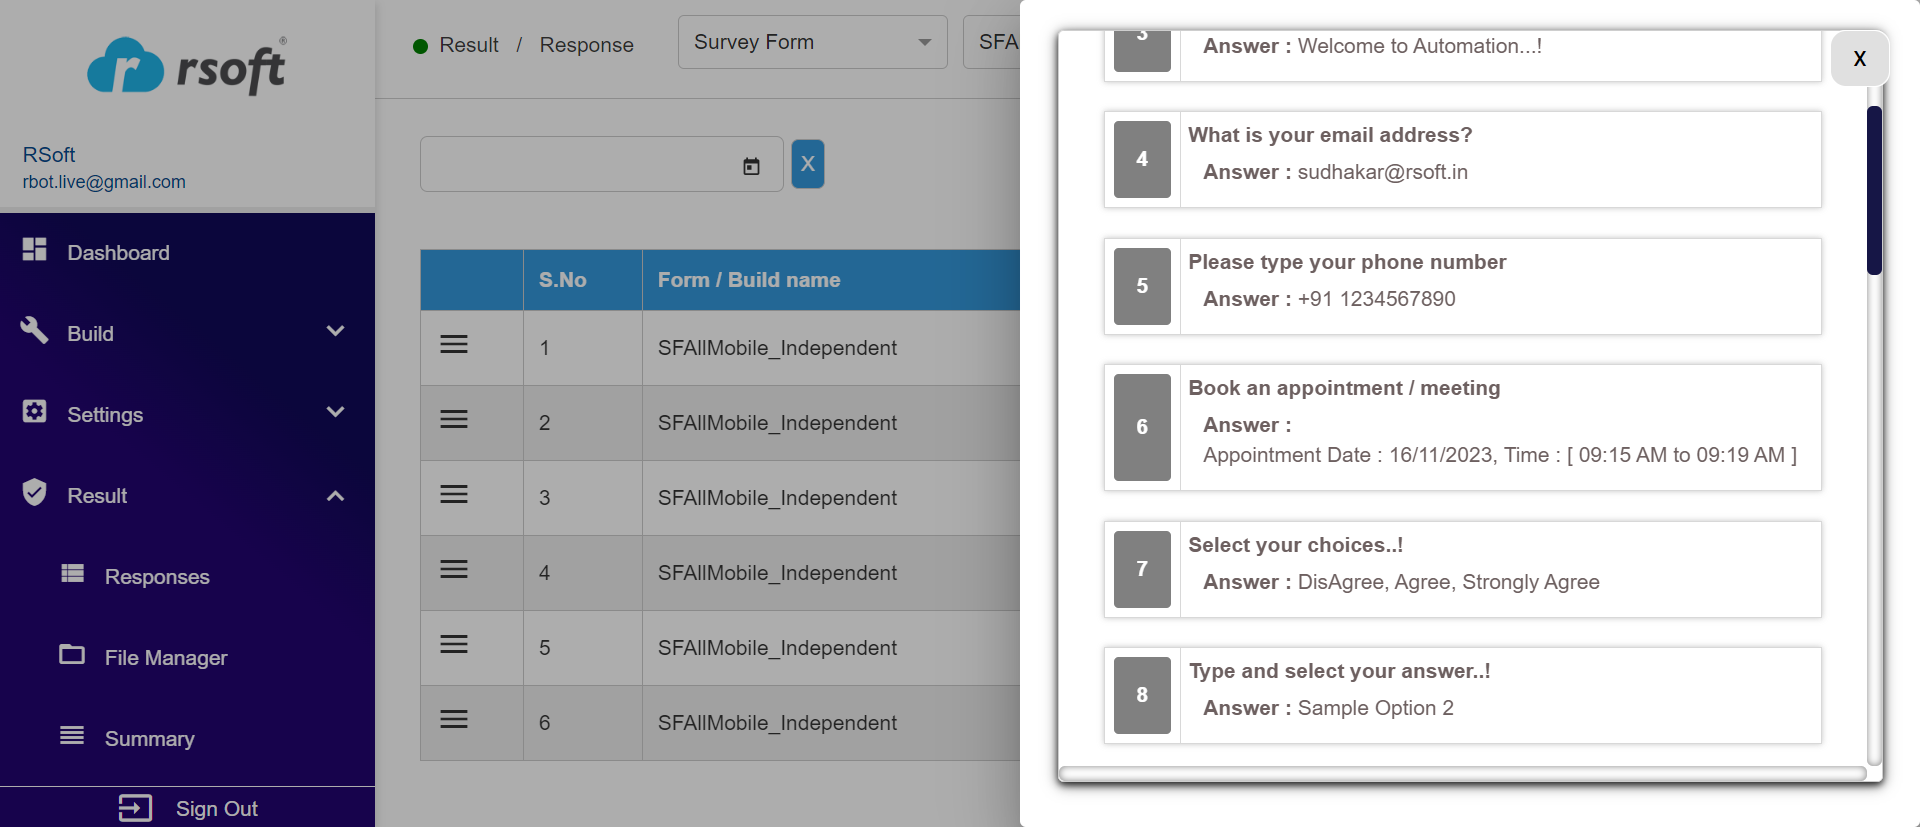 rsoft®
RSoft
rbot.live@gmail.com
Dashboard
Build
Settings
Result
Responses
File Manager
Summary
Sign Out
Result / Response
Survey Form
SFA
X
S.No Form / Build name
1 SFAllMobile_Independent
2 SFAllMobile_Independent
3 SFAllMobile_Independent
4 SFAllMobile_Independent
5 SFAllMobile_Independent
6 SFAllMobile_Independent
X
3
Answer : Welcome to Automation...!
4
What is your email address?
Answer : sudhakar@rsoft.in
5
Please type your phone number
Answer : +91 1234567890
6
Book an appointment / meeting
Answer :
Appointment Date : 16/11/2023, Time : [ 09:15 AM to 09:19 AM ]
7
Select your choices..!
Answer : DisAgree, Agree, Strongly Agree
8
Type and select your answer..!
Answer : Sample Option 2